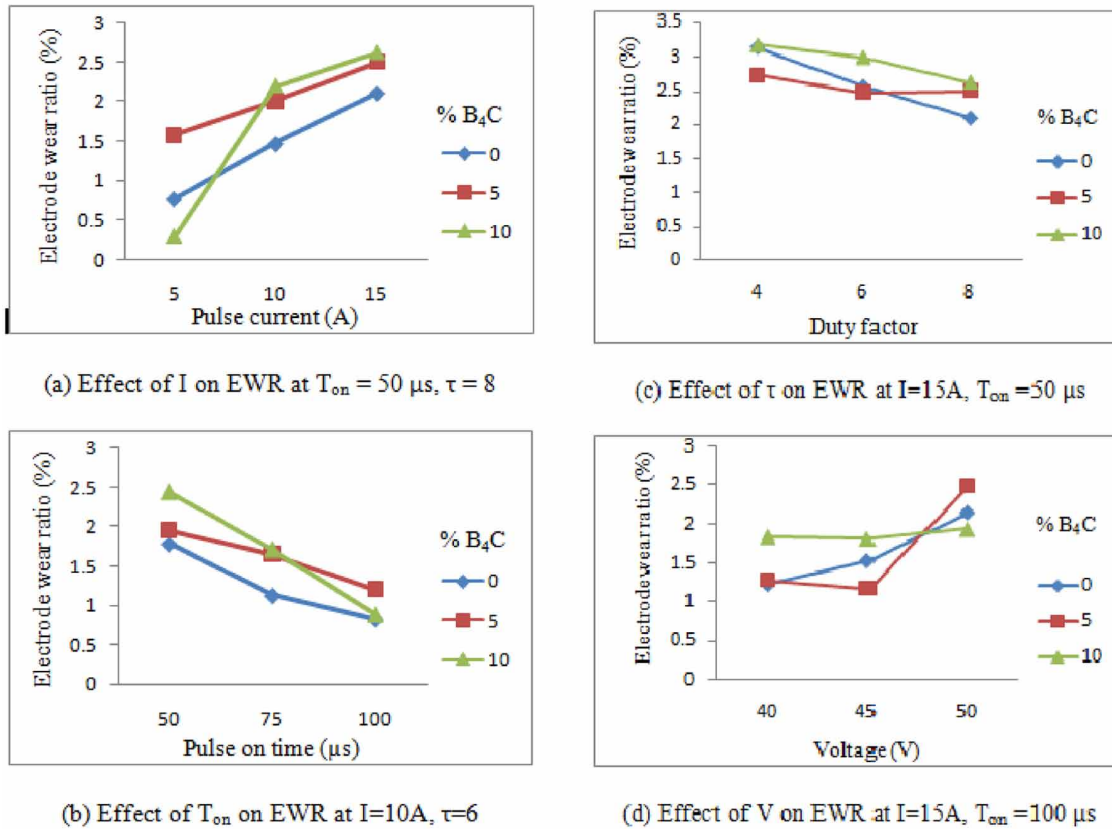 Electrode wear ratio (%)
3
2.5
2
1.5
1
0.5
0
5 10 15
Pulse current (A)
% B₄C
0
5
10
(a) Effect of I on EWR at Tₒₙ = 50 µs, τ = 8
Electrode wear ratio (%)
3.5
3
2.5
2
1.5
1
0.5
0
4 6 8
Duty factor
% B₄C
0
5
10
(c) Effect of τ on EWR at I=15A, Tₒₙ =50 µs
Electrode wear ratio (%)
3
2.5
2
1.5
1
0.5
0
50 75 100
Pulse on time (µs)
% B₄C
0
5
10
(b) Effect of Tₒₙ on EWR at I=10A, τ=6
Electrode wear ratio (%)
3
2.5
2
1.5
1
0.5
0
40 45 50
Voltage (V)
% B₄C
0
5
10
(d) Effect of V on EWR at I=15A, Tₒₙ =100 µs